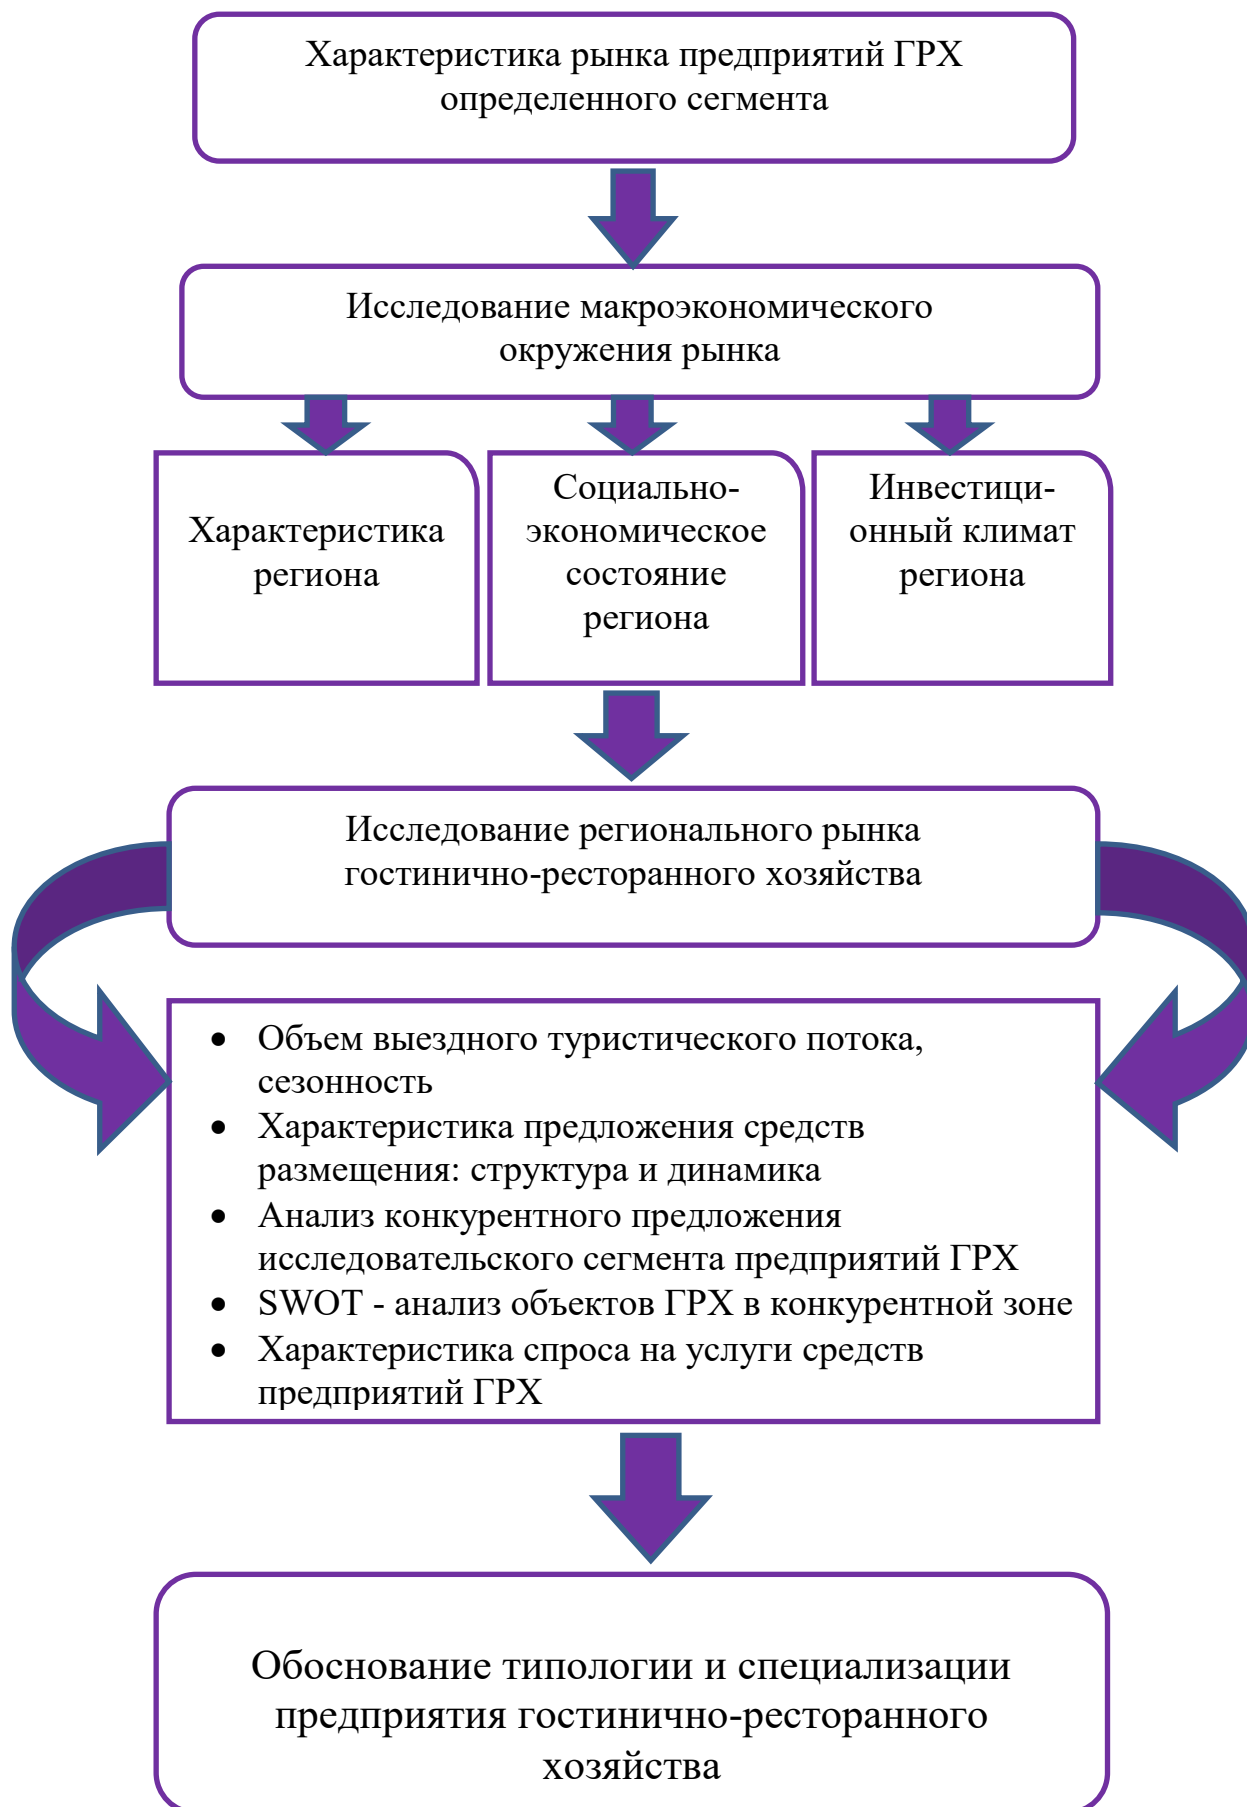 Характеристика рынка предприятий ГРХ
определенного сегмента
Исследование макроэкономического
окружения рынка
Характеристика
региона
Социально-
экономическое
состояние
региона
Инвестици-
онный климат
региона
Исследование регионального рынка
гостинично-ресторанного хозяйства
• Объем выездного туристического потока,
сезонность
• Характеристика предложения средств
размещения: структура и динамика
• Анализ конкурентного предложения
исследовательского сегмента предприятий ГРХ
• SWOT - анализ объектов ГРХ в конкурентной зоне
• Характеристика спроса на услуги средств
предприятий ГРХ
Обоснование типологии и специализации
предприятия гостинично-ресторанного
хозяйства